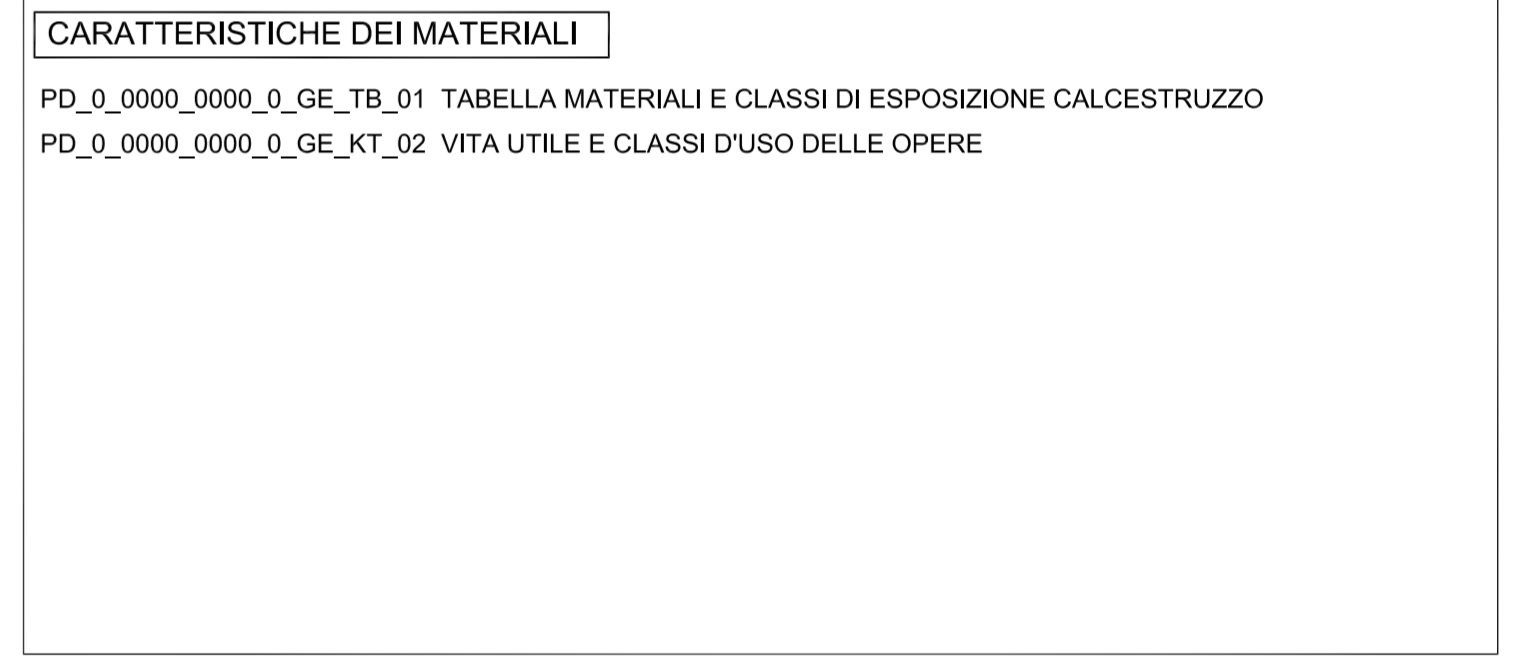 CARATTERISTICHE DEI MATERIALI
PD_0_0000_0000_0_GE_TB_01 TABELLA MATERIALI E CLASSI DI ESPOSIZIONE CALCESTRUZZO
PD_0_0000_0000_0_GE_KT_02 VITA UTILE E CLASSI D'USO DELLE OPERE